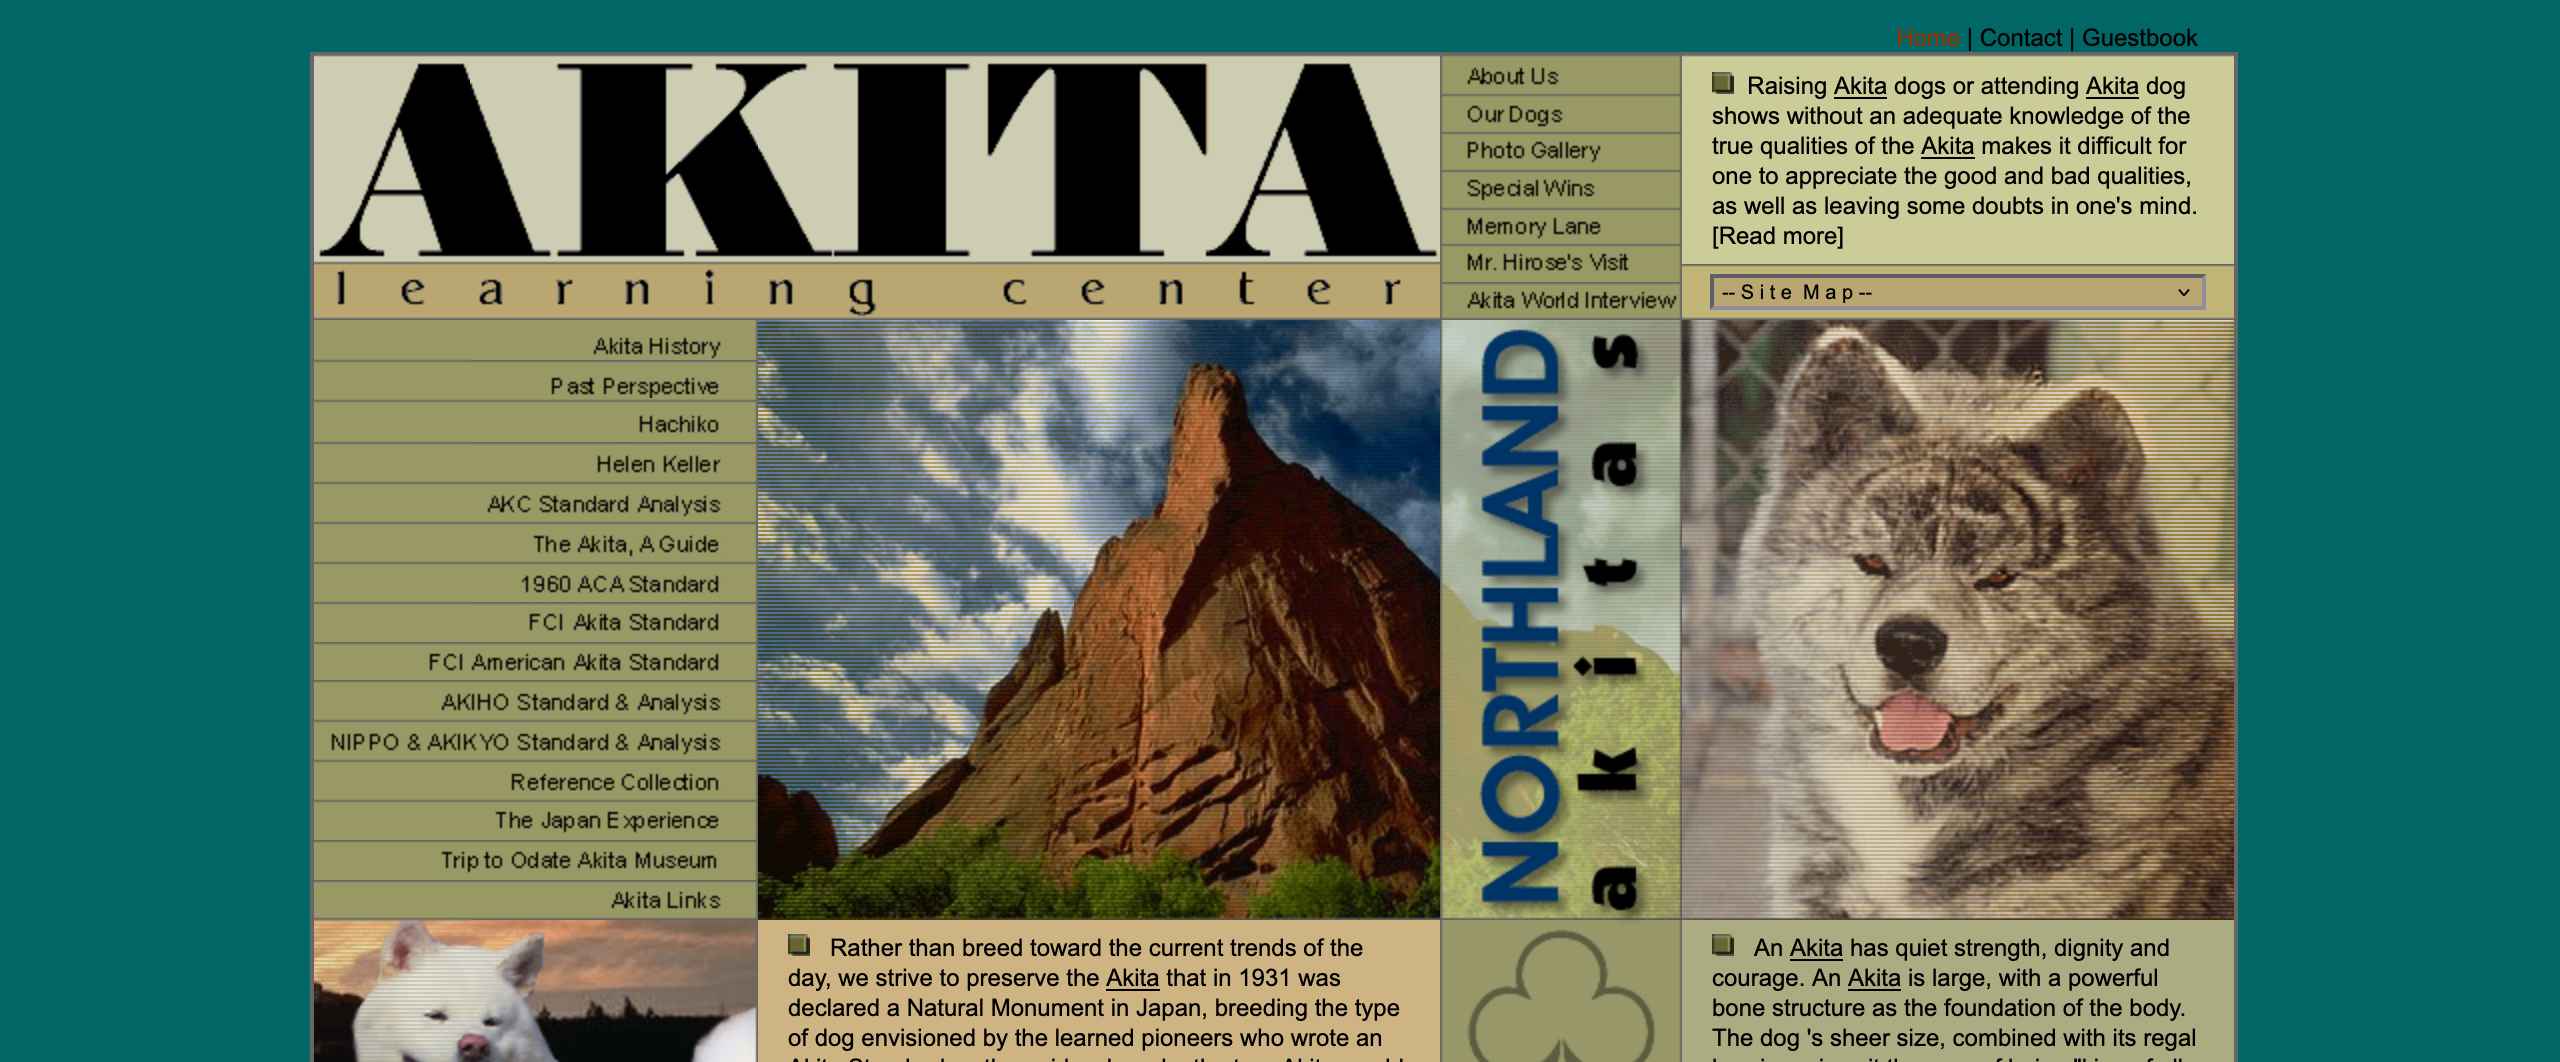 Home | Contact | Guestbook
AKITA
learning center
About Us
Our Dogs
Photo Gallery
Special Wins
Memory Lane
Mr. Hirose's Visit
Akita World Interview
Raising Akita dogs or attending Akita dog
shows without an adequate knowledge of the
true qualities of the Akita makes it difficult for
one to appreciate the good and bad qualities,
as well as leaving some doubts in one's mind.
[Read more]
-- S i t e M a p --
Akita History
Past Perspective
Hachiko
Helen Keller
AKC Standard Analysis
The Akita, A Guide
1960 ACA Standard
FCI Akita Standard
FCI American Akita Standard
AKIHO Standard & Analysis
NIPPO & AKIKYO Standard & Analysis
Reference Collection
The Japan Experience
Trip to Odate Akita Museum
Akita Links
NORTHLAND
akitas
Rather than breed toward the current trends of the
day, we strive to preserve the Akita that in 1931 was
declared a Natural Monument in Japan, breeding the type
of dog envisioned by the learned pioneers who wrote an
An Akita has quiet strength, dignity and
courage. An Akita is large, with a powerful
bone structure as the foundation of the body.
The dog 's sheer size, combined with its regal